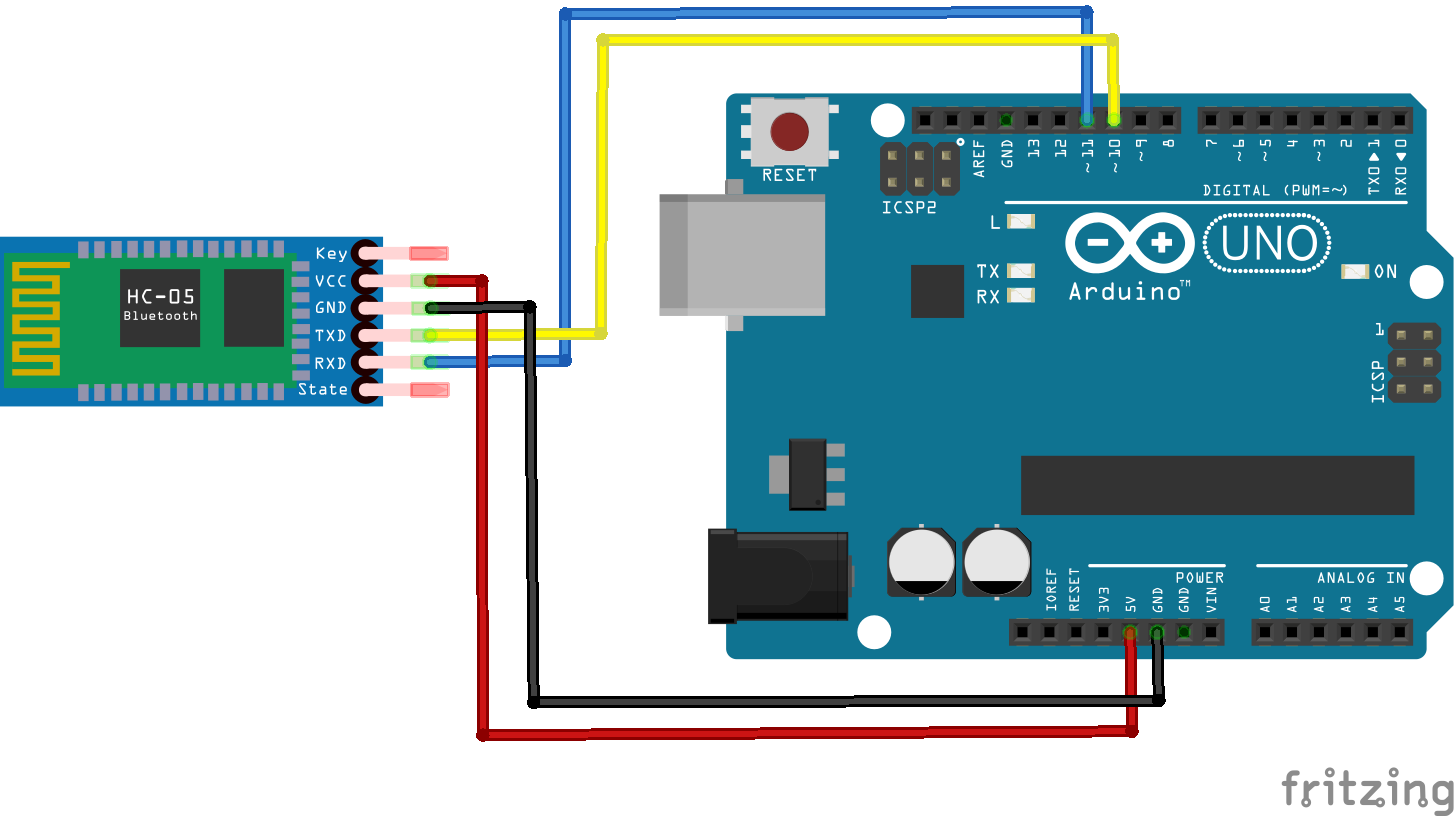 Key
VCC
GND
TXD
RXD
State
HC-05
Bluetooth
RESET
ICSP2
AREF
GND
13
12
~11
~10
~9
8
7
~6
~5
4
~3
2
TX0▶1
RX0◀0
DIGITAL (PWM=~)
L
TX
RX
UNO
Arduino™
ON
1
ICSP
IOREF
RESET
3V3
5V
GND
GND
VIN
POWER
ANALOG IN
A0
A1
A2
A3
A4
A5
fritzing